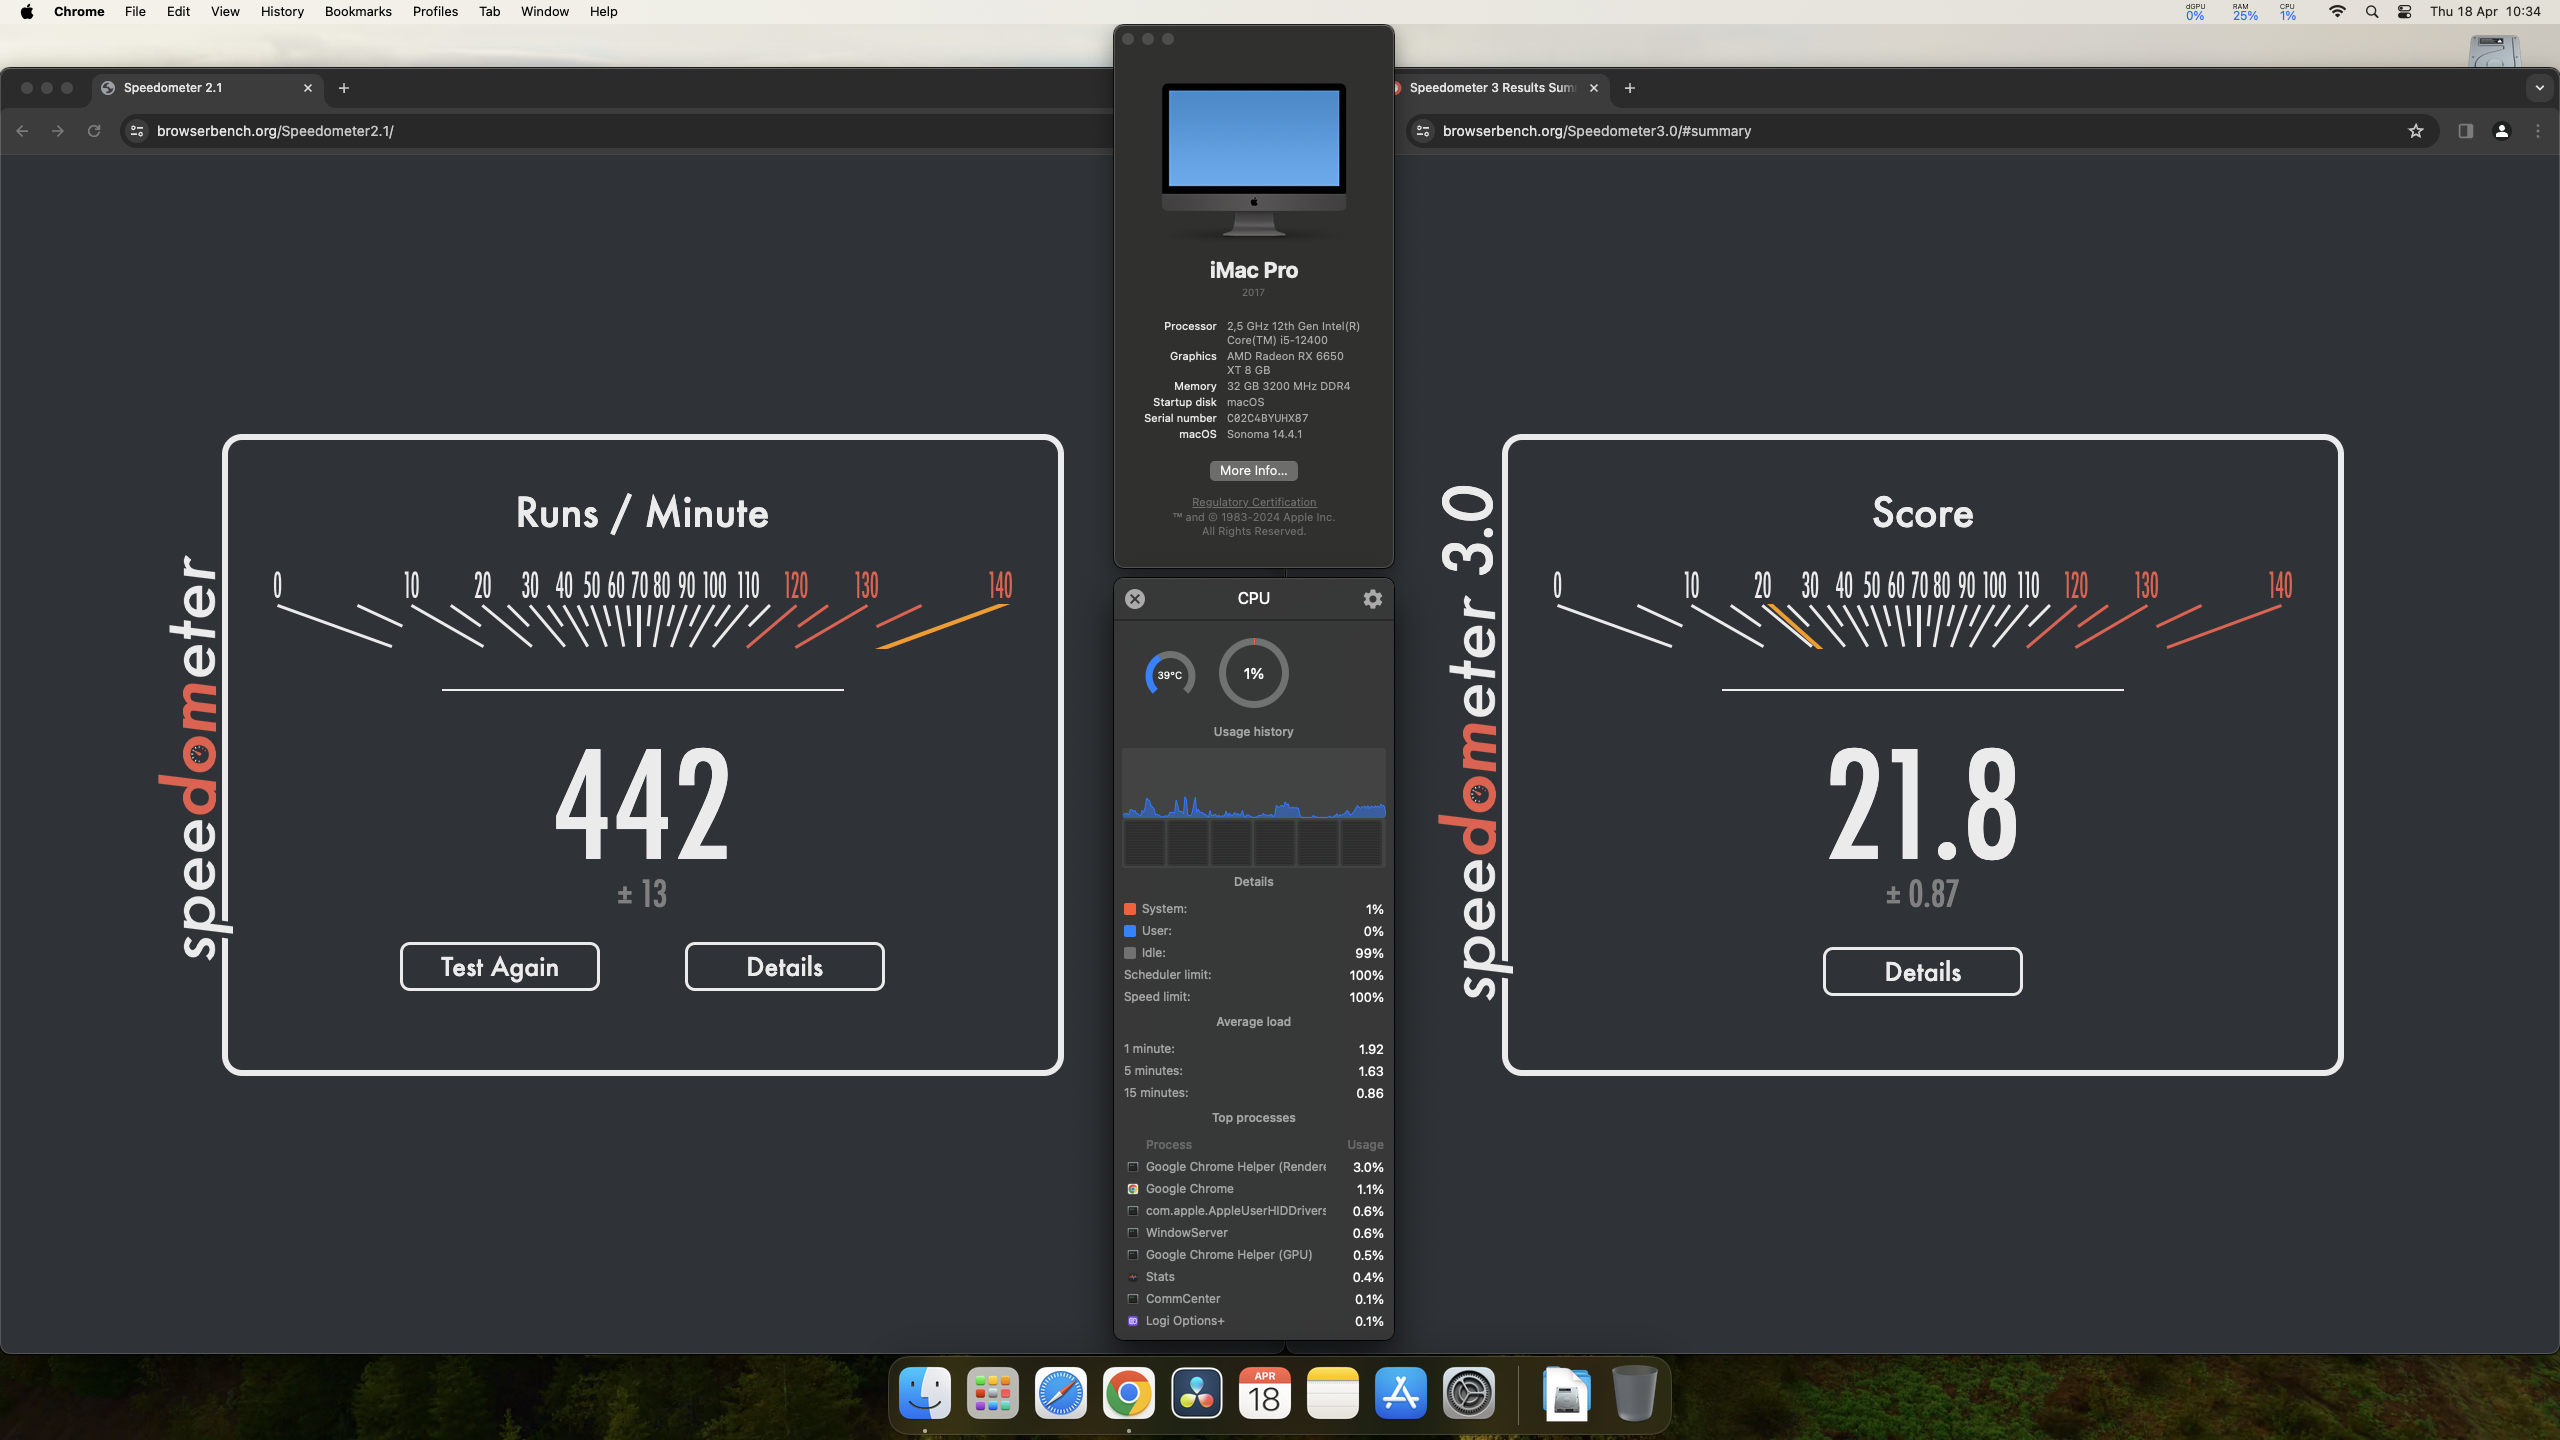 Chrome File Edit View History Bookmarks Profiles Tab Window Help
dGPU 0% RAM 25% CPU 1% Thu 18 Apr 10:34
Speedometer 2.1
browserbench.org/Speedometer2.1/
speedometer
Runs / Minute
0 10 20 30 40 50 60 70 80 90 100 110 120 130 140
442
± 13
Test Again Details
iMac Pro
2017
Processor 2,5 GHz 12th Gen Intel(R)
Core(TM) i5-12400
Graphics AMD Radeon RX 6650
XT 8 GB
Memory 32 GB 3200 MHz DDR4
Startup disk macOS
Serial number C02C4BYUHX87
macOS Sonoma 14.4.1
More Info...
Regulatory Certification
™ and © 1983-2024 Apple Inc.
All Rights Reserved.
CPU
39°C 1%
Usage history
Details
System: 1%
User: 0%
Idle: 99%
Scheduler limit: 100%
Speed limit: 100%
Average load
1 minute: 1.92
5 minutes: 1.63
15 minutes: 0.86
Top processes
Process Usage
Google Chrome Helper (Rendere 3.0%
Google Chrome 1.1%
com.apple.AppleUserHIDDrivers 0.6%
WindowServer 0.6%
Google Chrome Helper (GPU) 0.5%
Stats 0.4%
CommCenter 0.1%
Logi Options+ 0.1%
Speedometer 3 Results Sum
browserbench.org/Speedometer3.0/#summary
speedometer 3.0
Score
0 10 20 30 40 50 60 70 80 90 100 110 120 130 140
21.8
± 0.87
Details
APR
18